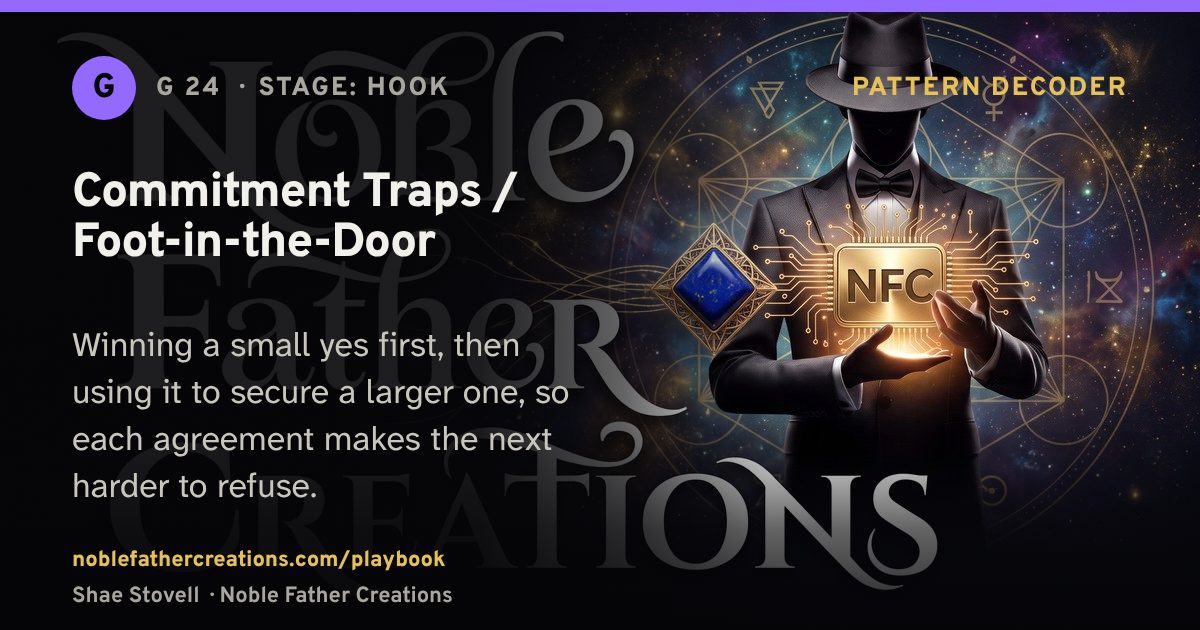 G
G 24 · STAGE: HOOK
PATTERN DECODER
Commitment Traps /
Foot-in-the-Door
Winning a small yes first, then
using it to secure a larger one, so
each agreement makes the next
harder to refuse.
noblefathercreations.com/playbook
Shae Stovell · Noble Father Creations
Noble
Father
Creations
NFC